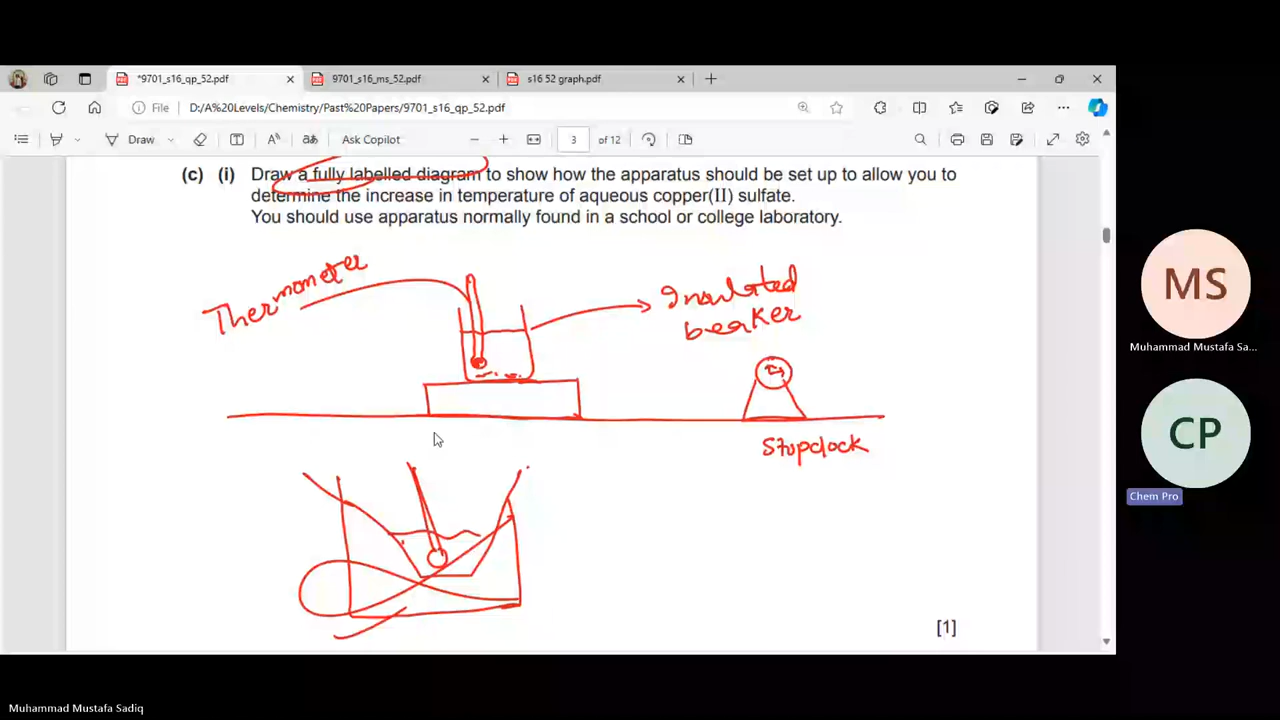 *9701_s16_qp_52.pdf
9701_s16_ms_52.pdf
s16 52 graph.pdf
File
D:/A%20Levels/Chemistry/Past%20Papers/9701_s16_qp_52.pdf
Draw
Ask Copilot
3
of 12
(c) (i) Draw a fully labelled diagram to show how the apparatus should be set up to allow you to
determine the increase in temperature of aqueous copper(II) sulfate.
You should use apparatus normally found in a school or college laboratory.
Thermometer
Insulated
beaker
Stopclock
[1]
MS
Muhammad Mustafa Sa...
CP
Chem Pro
Muhammad Mustafa Sadiq